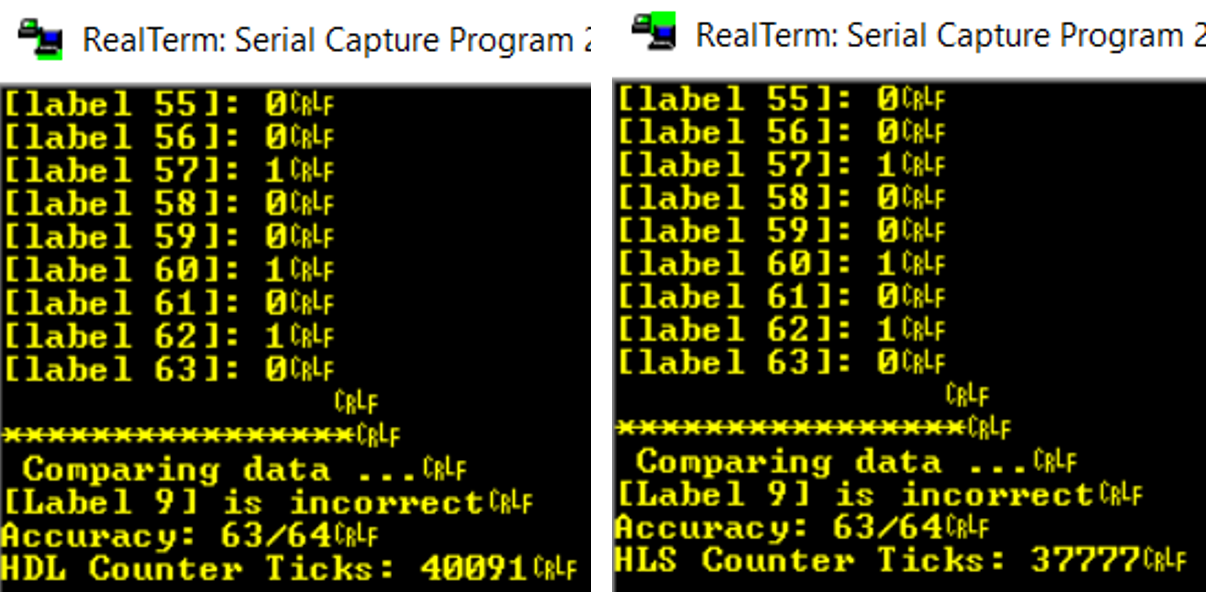 RealTerm: Serial Capture Program 2
[label 55]: 0CRLF
[label 56]: 0CRLF
[label 57]: 1CRLF
[label 58]: 0CRLF
[label 59]: 0CRLF
[label 60]: 1CRLF
[label 61]: 0CRLF
[label 62]: 1CRLF
[label 63]: 0CRLF
CRLF
****************CRLF
Comparing data ...CRLF
[Label 9] is incorrectCRLF
Accuracy: 63/64CRLF
HDL Counter Ticks: 40091CRLF
RealTerm: Serial Capture Program 2
[label 55]: 0CRLF
[label 56]: 0CRLF
[label 57]: 1CRLF
[label 58]: 0CRLF
[label 59]: 0CRLF
[label 60]: 1CRLF
[label 61]: 0CRLF
[label 62]: 1CRLF
[label 63]: 0CRLF
CRLF
****************CRLF
Comparing data ...CRLF
[Label 9] is incorrectCRLF
Accuracy: 63/64CRLF
HLS Counter Ticks: 37777CRLF